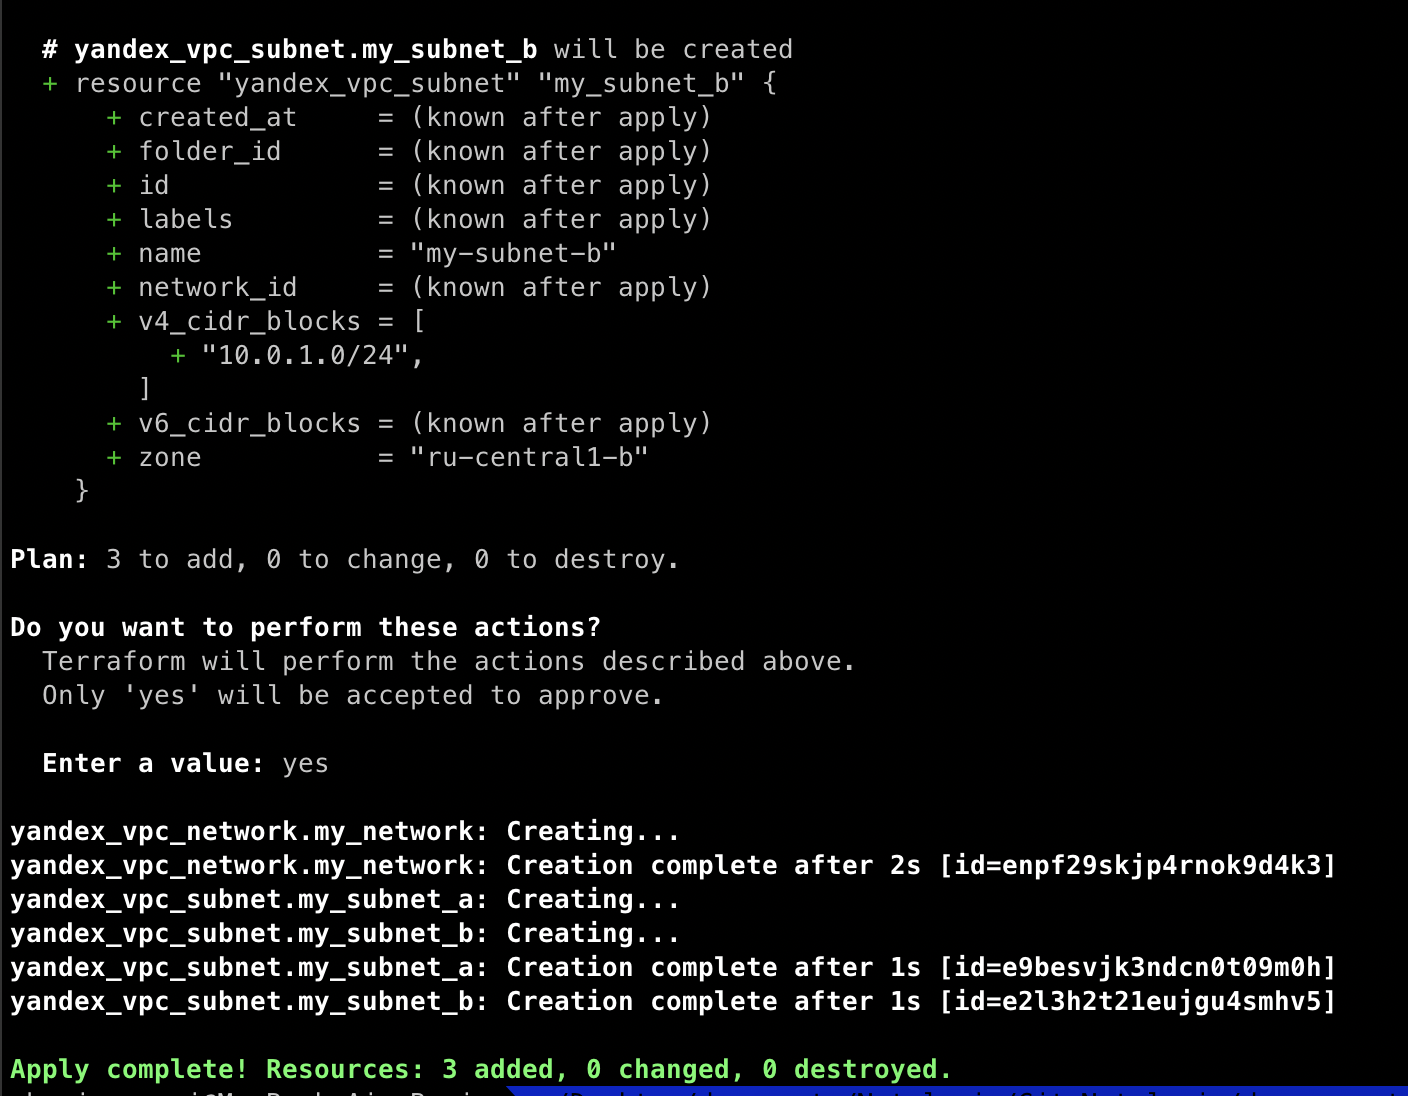 # yandex_vpc_subnet.my_subnet_b will be created
+ resource "yandex_vpc_subnet" "my_subnet_b" {
+ created_at     = (known after apply)
+ folder_id      = (known after apply)
+ id             = (known after apply)
+ labels         = (known after apply)
+ name           = "my-subnet-b"
+ network_id     = (known after apply)
+ v4_cidr_blocks = [
+ "10.0.1.0/24",
]
+ v6_cidr_blocks = (known after apply)
+ zone           = "ru-central1-b"
}
Plan: 3 to add, 0 to change, 0 to destroy.
Do you want to perform these actions?
Terraform will perform the actions described above.
Only 'yes' will be accepted to approve.
Enter a value: yes
yandex_vpc_network.my_network: Creating...
yandex_vpc_network.my_network: Creation complete after 2s [id=enpf29skjp4rnok9d4k3]
yandex_vpc_subnet.my_subnet_a: Creating...
yandex_vpc_subnet.my_subnet_b: Creating...
yandex_vpc_subnet.my_subnet_a: Creation complete after 1s [id=e9besvjk3ndcn0t09m0h]
yandex_vpc_subnet.my_subnet_b: Creation complete after 1s [id=e2l3h2t21eujgu4smhv5]
Apply complete! Resources: 3 added, 0 changed, 0 destroyed.